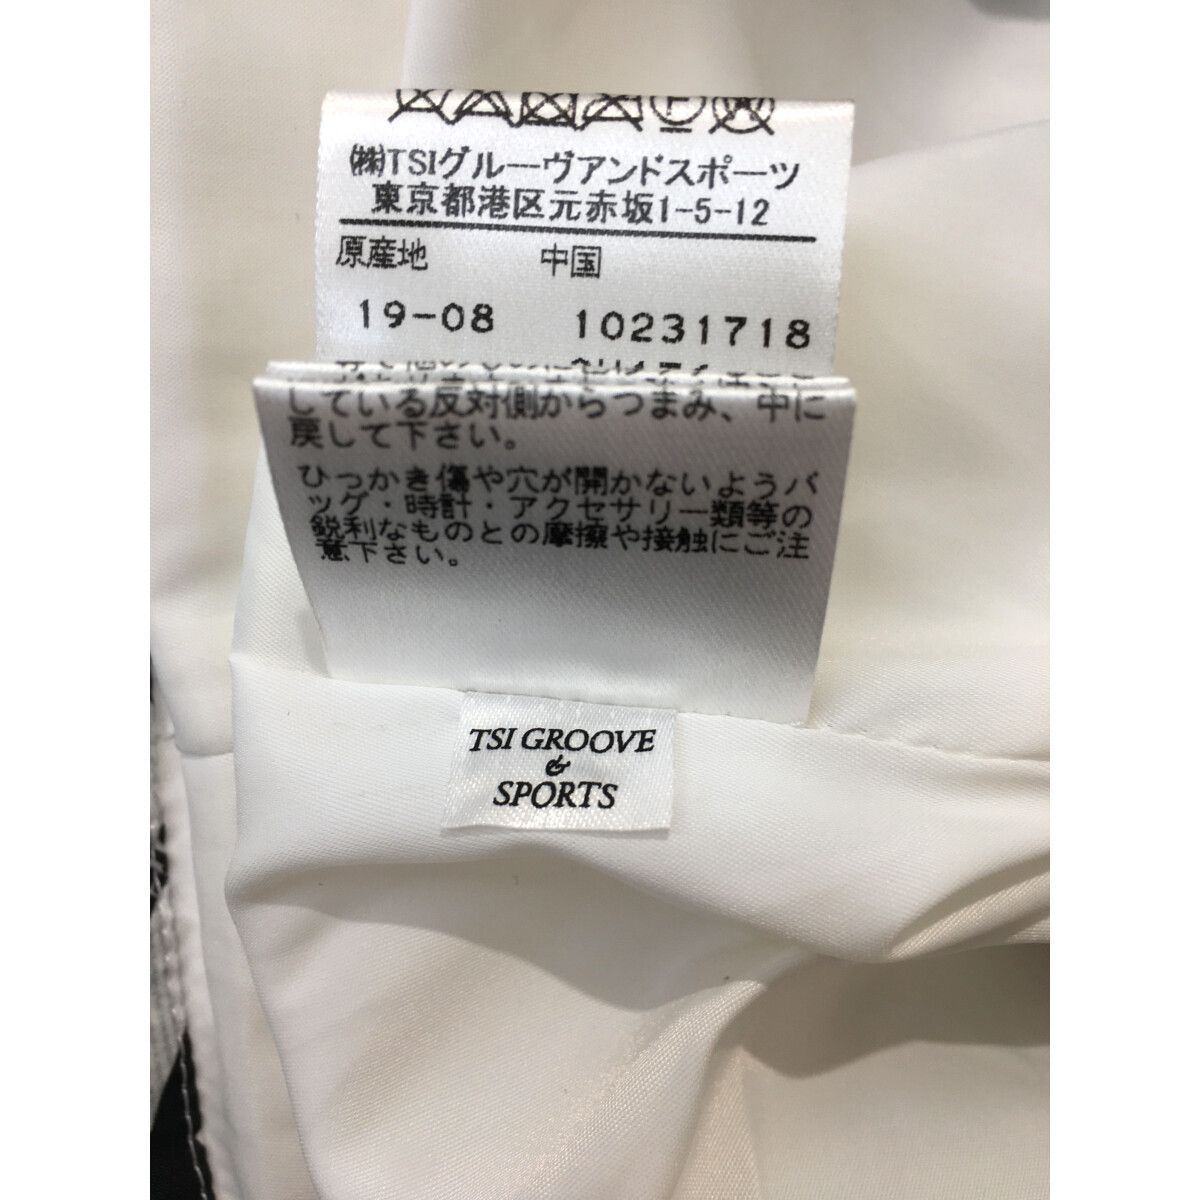 ㈱TSIグルーヴアンドスポーツ
東京都港区元赤坂1-5-12
原産地 中国
19-08 10231718
している反対側からつまみ、中に
戻して下さい。
ひっかき傷や穴が開かないようバ
ッグ・時計・アクセサリー類等の
鋭利なものとの摩擦や接触にご注
意下さい。
TSI GROOVE
&
SPORTS